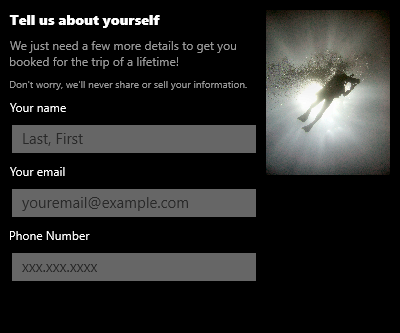 Tell us about yourself
We just need a few more details to get you
booked for the trip of a lifetime!
Don't worry, we'll never share or sell your information.
Your name
Last, First
Your email
youremail@example.com
Phone Number
xxx.xxx.xxxx